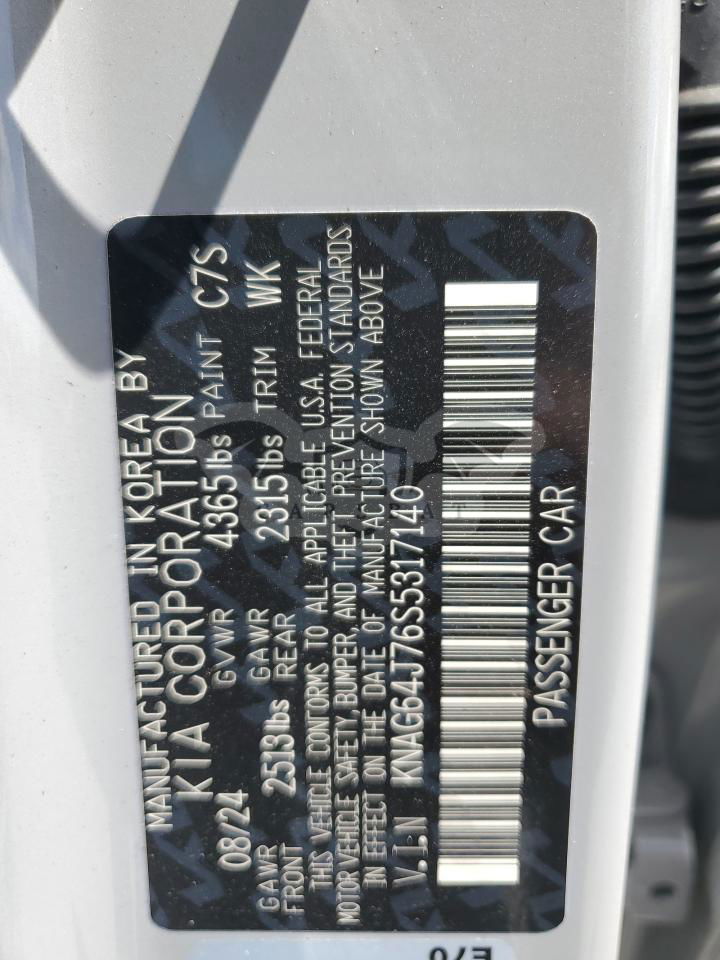 MANUFACTURED IN KOREA BY
KIA CORPORATION
08/24 GVWR 4365lbs PAINT C7S
GAWR FRONT 2513lbs GAWR REAR 2315lbs TRIM WK
THIS VEHICLE CONFORMS TO ALL APPLICABLE U.S.A. FEDERAL
MOTOR VEHICLE SAFETY, BUMPER, AND THEFT PREVENTION STANDARDS
IN EFFECT ON THE DATE OF MANUFACTURE SHOWN ABOVE
V.I.N KNAG64J76S5317140
PASSENGER CAR